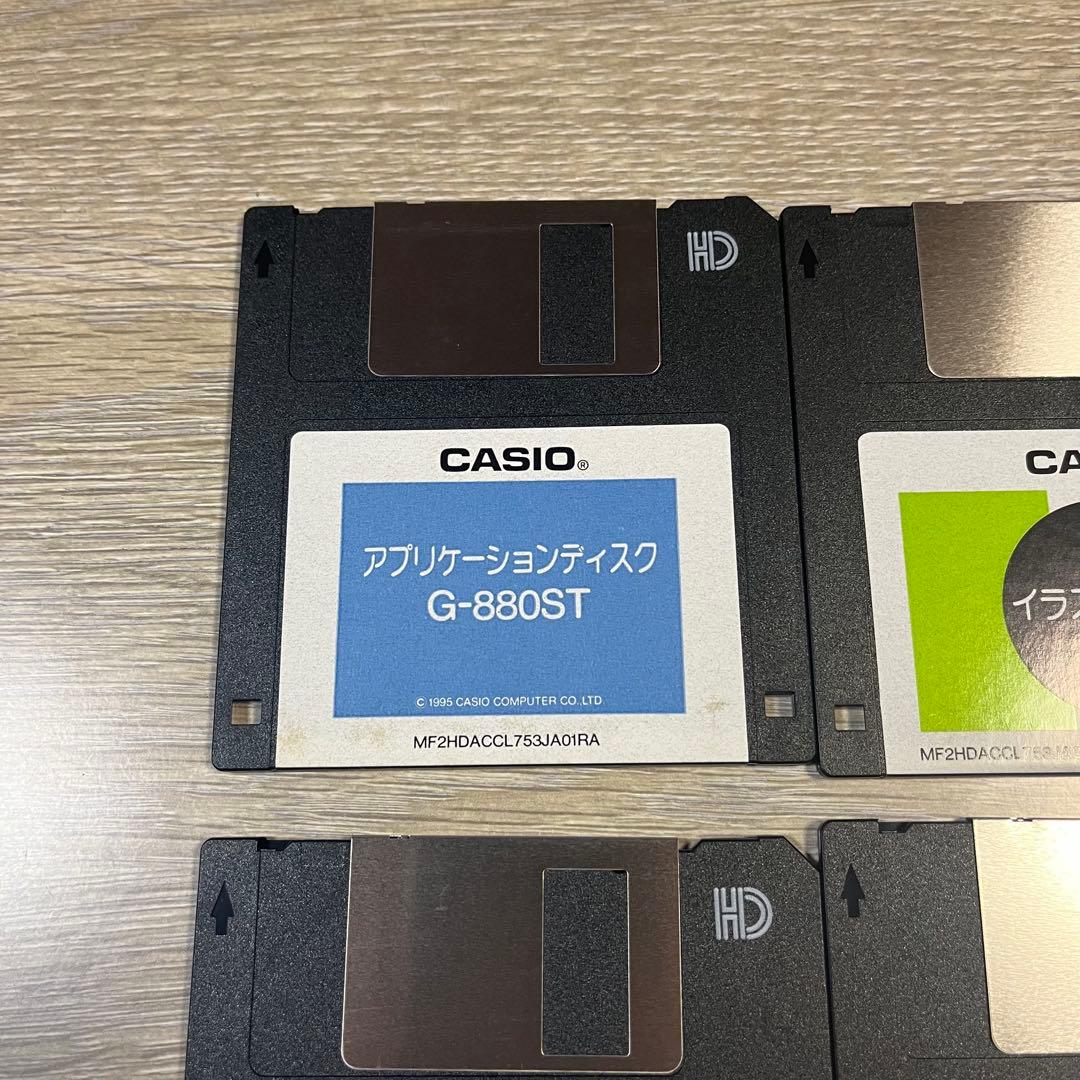 HD
CASIO®
アプリケーションディスク
G-880ST
© 1995 CASIO COMPUTER CO.,LTD
MF2HDACCL753JA01RA
CA
イラ
MF2HDACCL753JA
HD